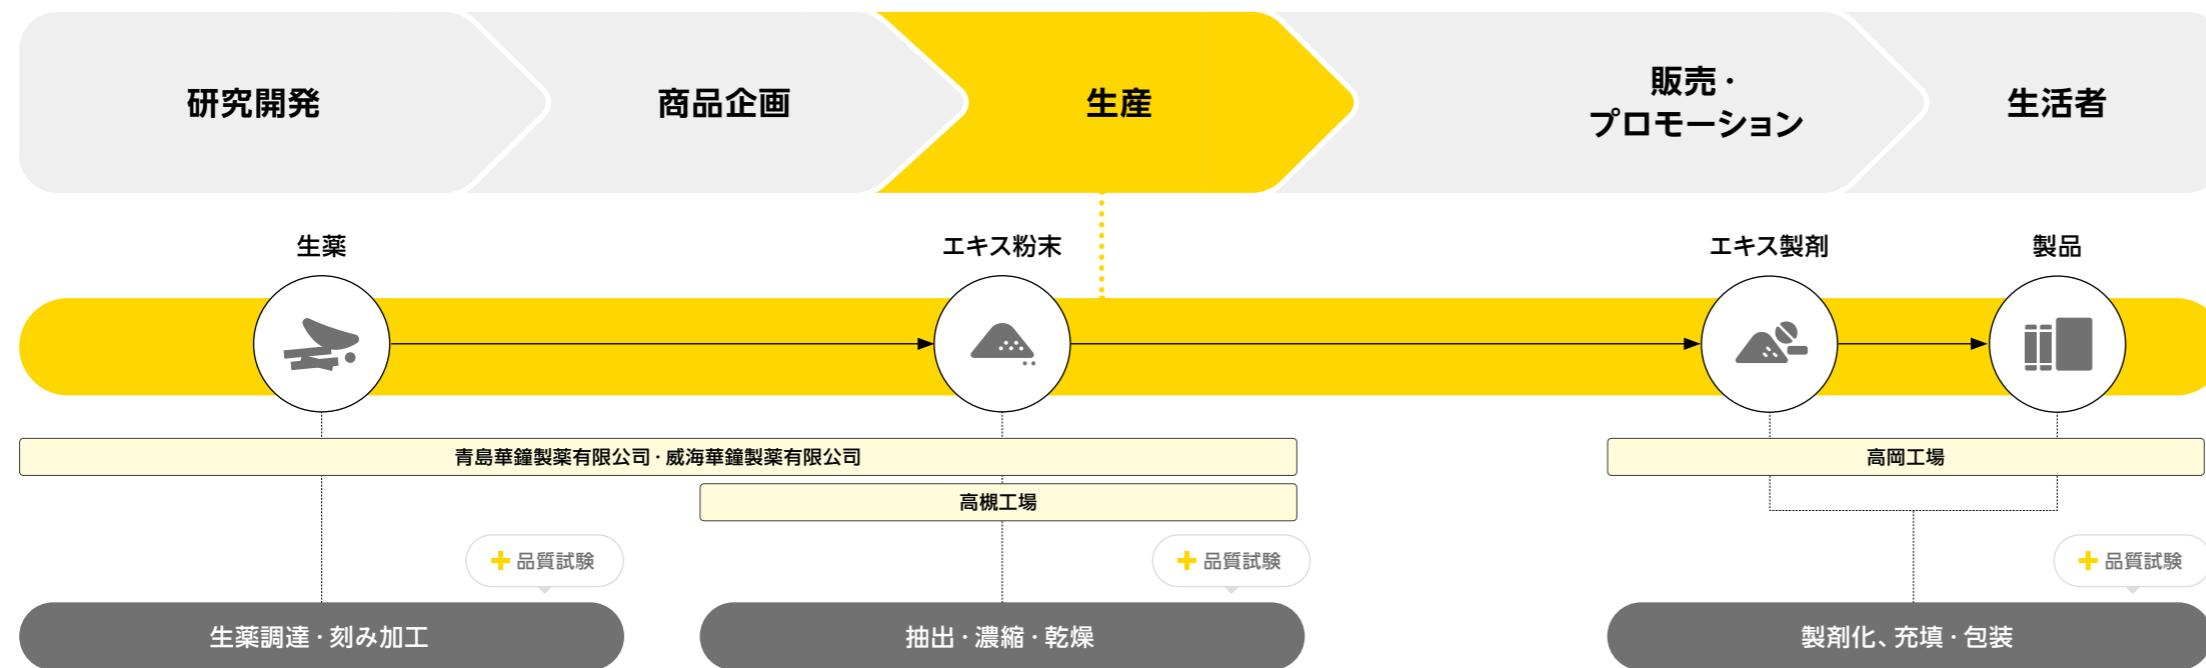 研究開発
商品企画
生産
販売・
プロモーション
生活者
生薬
エキス粉末
エキス製剤
製品
青島華鐘製薬有限公司・威海華鐘製薬有限公司
高岡工場
高槻工場
品質試験
品質試験
品質試験
生薬調達・刻み加工
抽出・濃縮・乾燥
製剤化、充填・包装